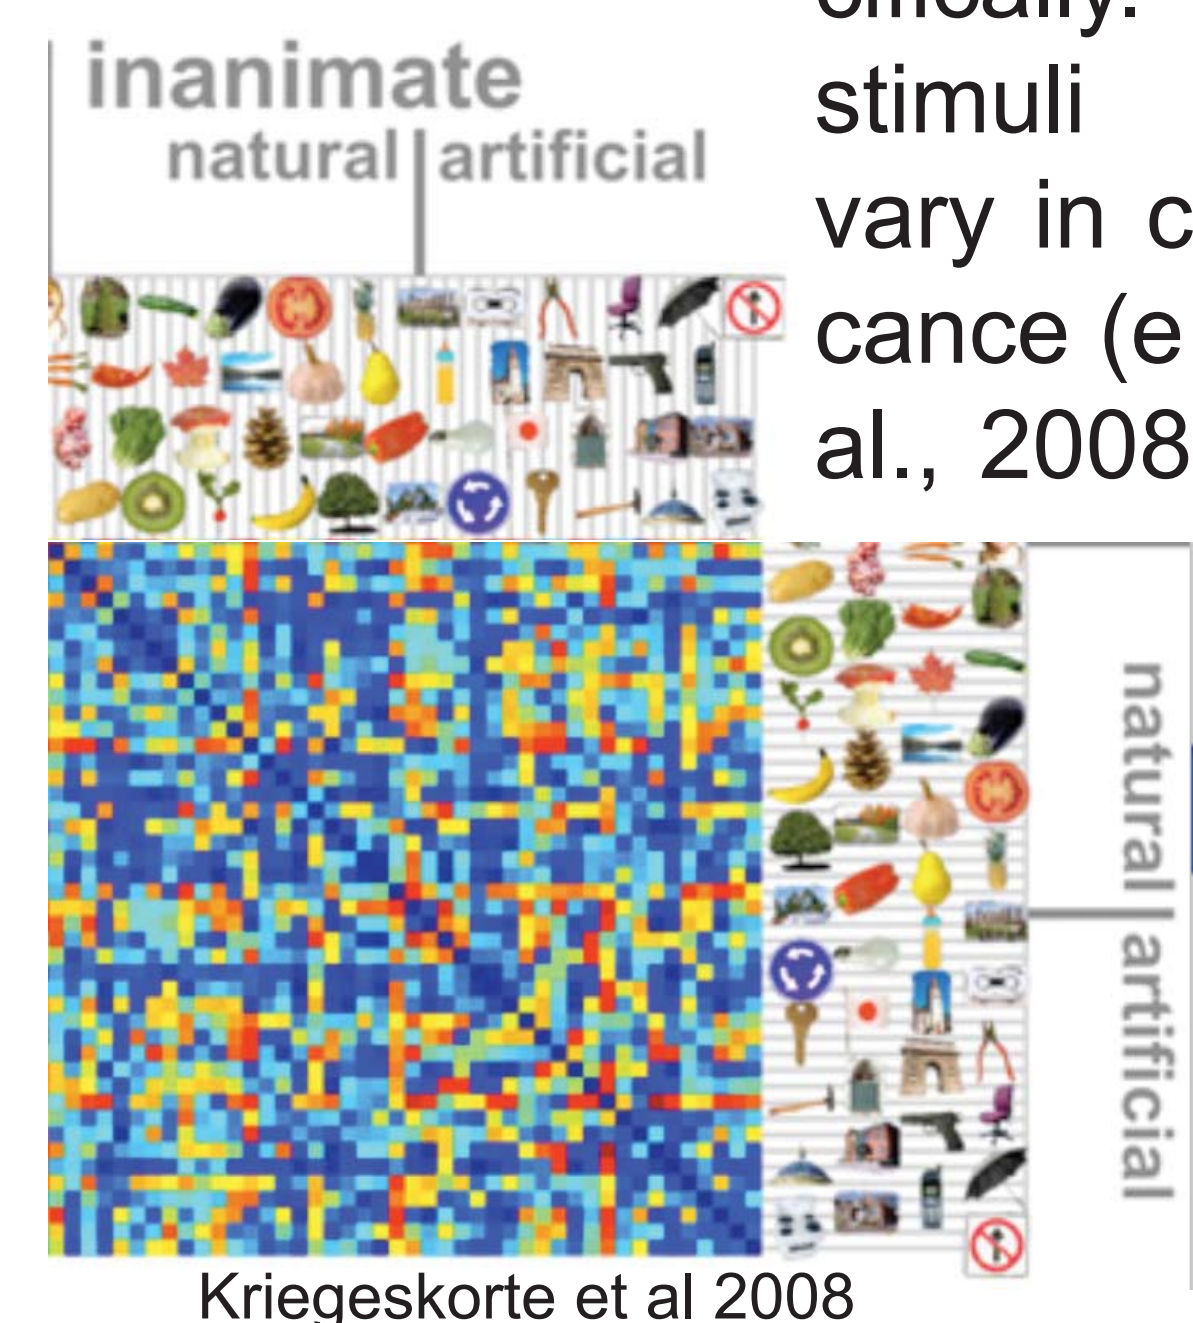 inanimate
natural artificial
stimuli
vary in c
cance (e
al., 2008
natural artificial
Kriegeskorte et al 2008